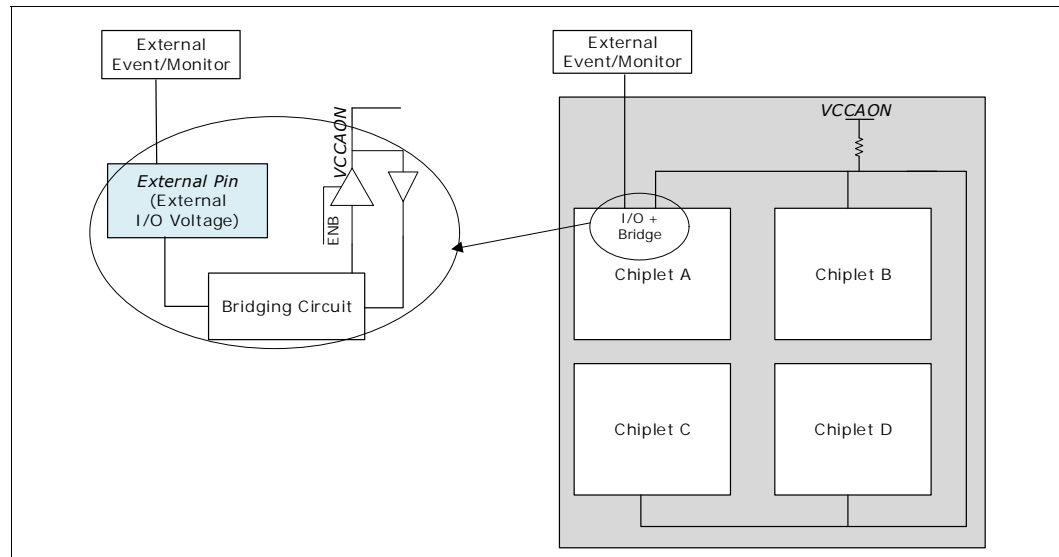 External
Event/Monitor
External Pin
(External
I/O Voltage)
VCCAON
ENB
Bridging Circuit
External
Event/Monitor
VCCAON
I/O +
Bridge
Chiplet A
Chiplet B
Chiplet C
Chiplet D